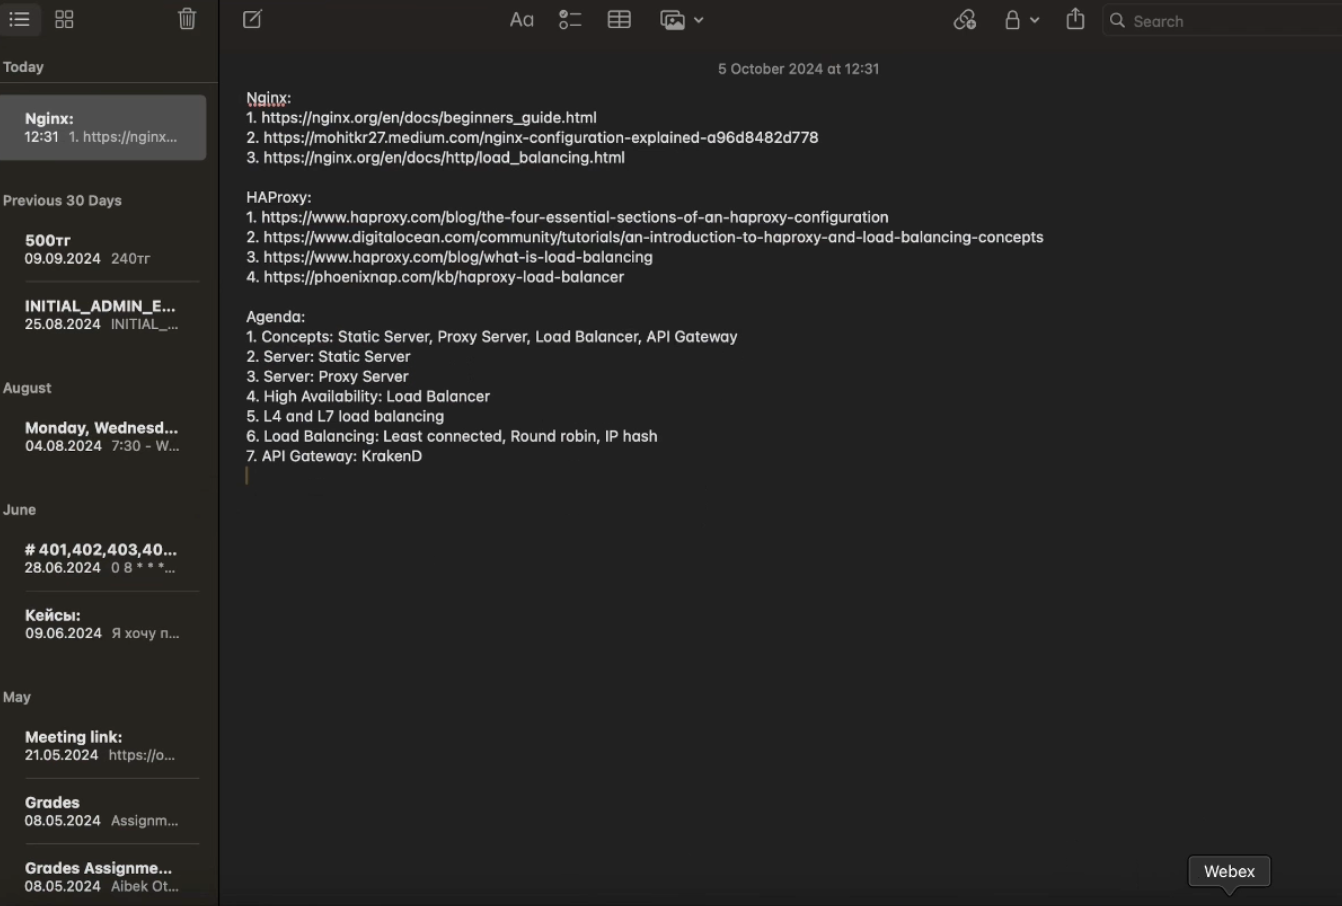 Aa
Search
Today
Nginx:
12:31 1. https://nginx...
Previous 30 Days
500тг
09.09.2024 240тг
INITIAL_ADMIN_E...
25.08.2024 INITIAL_...
August
Monday, Wednesd...
04.08.2024 7:30 - W...
June
# 401,402,403,40...
28.06.2024 0 8 * * *...
Кейсы:
09.06.2024 Я хочу п...
May
Meeting link:
21.05.2024 https://o...
Grades
08.05.2024 Assignm...
Grades Assignme...
08.05.2024 Aibek Ot...
5 October 2024 at 12:31
Nginx:
1. https://nginx.org/en/docs/beginners_guide.html
2. https://mohitkr27.medium.com/nginx-configuration-explained-a96d8482d778
3. https://nginx.org/en/docs/http/load_balancing.html
HAProxy:
1. https://www.haproxy.com/blog/the-four-essential-sections-of-an-haproxy-configuration
2. https://www.digitalocean.com/community/tutorials/an-introduction-to-haproxy-and-load-balancing-concepts
3. https://www.haproxy.com/blog/what-is-load-balancing
4. https://phoenixnap.com/kb/haproxy-load-balancer
Agenda:
1. Concepts: Static Server, Proxy Server, Load Balancer, API Gateway
2. Server: Static Server
3. Server: Proxy Server
4. High Availability: Load Balancer
5. L4 and L7 load balancing
6. Load Balancing: Least connected, Round robin, IP hash
7. API Gateway: KrakenD
Webex